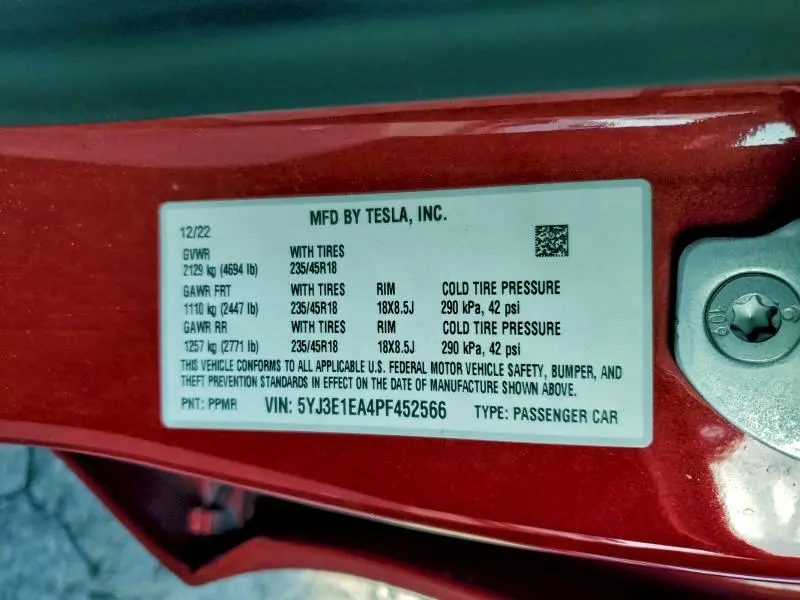 MFD BY TESLA, INC.
12/22
GVWR WITH TIRES
2129 kg (4694 lb) 235/45R18
GAWR FRT WITH TIRES RIM COLD TIRE PRESSURE
1110 kg (2447 lb) 235/45R18 18X8.5J 290 kPa, 42 psi
GAWR RR WITH TIRES RIM COLD TIRE PRESSURE
1257 kg (2771 lb) 235/45R18 18X8.5J 290 kPa, 42 psi
THIS VEHICLE CONFORMS TO ALL APPLICABLE U.S. FEDERAL MOTOR VEHICLE SAFETY, BUMPER, AND
THEFT PREVENTION STANDARDS IN EFFECT ON THE DATE OF MANUFACTURE SHOWN ABOVE.
PNT: PPMR VIN: 5YJ3E1EA4PF452566 TYPE: PASSENGER CAR